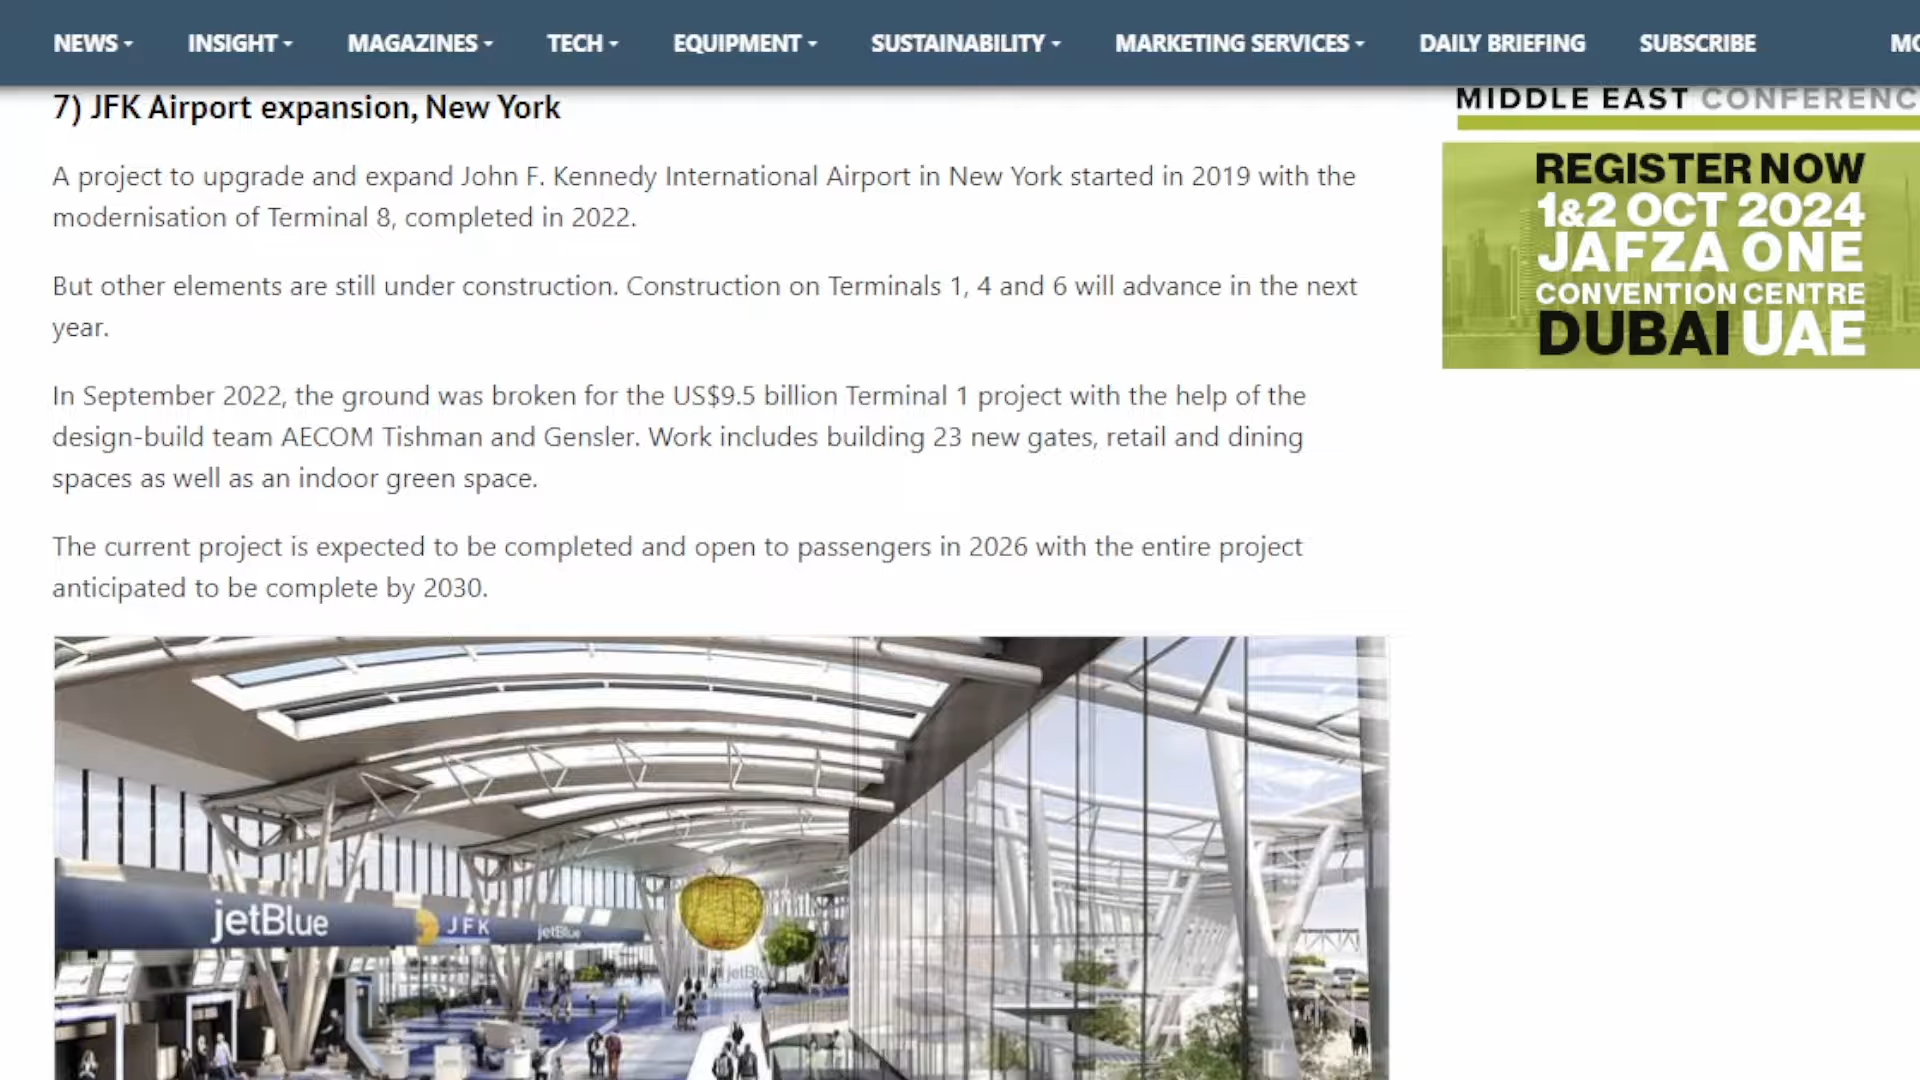 NEWS INSIGHT MAGAZINES TECH EQUIPMENT SUSTAINABILITY MARKETING SERVICES DAILY BRIEFING SUBSCRIBE MO
7) JFK Airport expansion, New York
A project to upgrade and expand John F. Kennedy International Airport in New York started in 2019 with the
modernisation of Terminal 8, completed in 2022.
But other elements are still under construction. Construction on Terminals 1, 4 and 6 will advance in the next
year.
In September 2022, the ground was broken for the US$9.5 billion Terminal 1 project with the help of the
design-build team AECOM Tishman and Gensler. Work includes building 23 new gates, retail and dining
spaces as well as an indoor green space.
The current project is expected to be completed and open to passengers in 2026 with the entire project
anticipated to be complete by 2030.
MIDDLE EAST CONFERENC
REGISTER NOW
1&2 OCT 2024
JAFZA ONE
CONVENTION CENTRE
DUBAI UAE
jetBlue JFK jetBlue
jetBlue